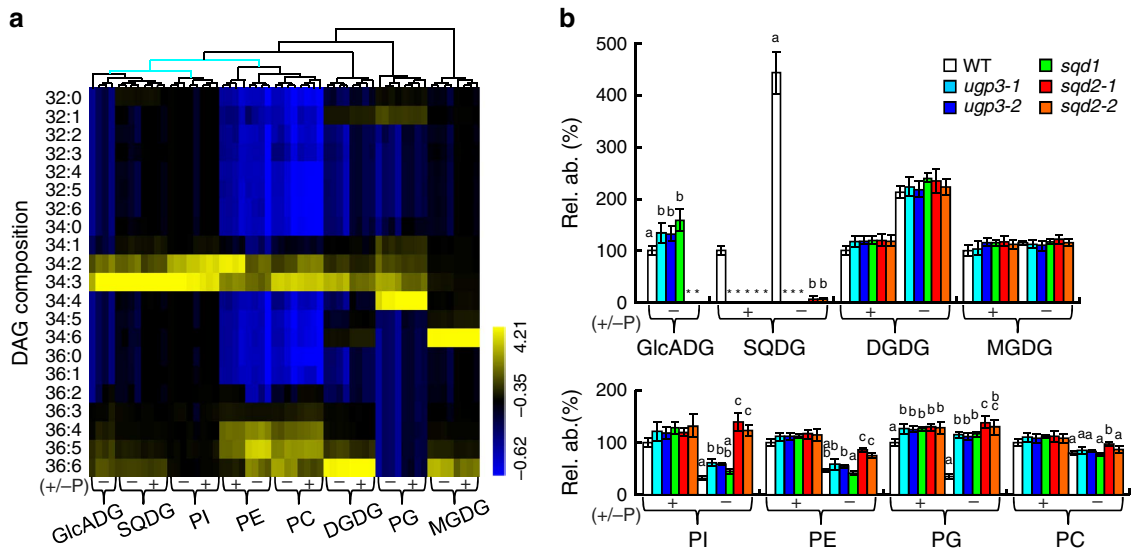 a
32:0
32:1
32:2
32:3
32:4
32:5
32:6
34:0
34:1
34:2
34:3
34:4
34:5
34:6
36:0
36:1
36:2
36:3
36:4
36:5
36:6
DAG composition
4.21
−0.35
−0.62
(+/−P) − − + − + + − − + − + − + − +
GlcADG SQDG PI PE PC DGDG PG MGDG
b
Rel. ab. (%)
500
400
300
200
100
0
WT
ugp3-1
ugp3-2
sqd1
sqd2-1
sqd2-2
a b b b * * * * * * * a * * * b b
(+/−P) − + − + − + −
GlcADG SQDG DGDG MGDG
Rel. ab.(%)
200
100
0
a b b a b c c
a b a b a b c c
a b b b b b a b b b c b c
a a a a b a
(+/−P) + − + − + − + −
PI PE PG PC